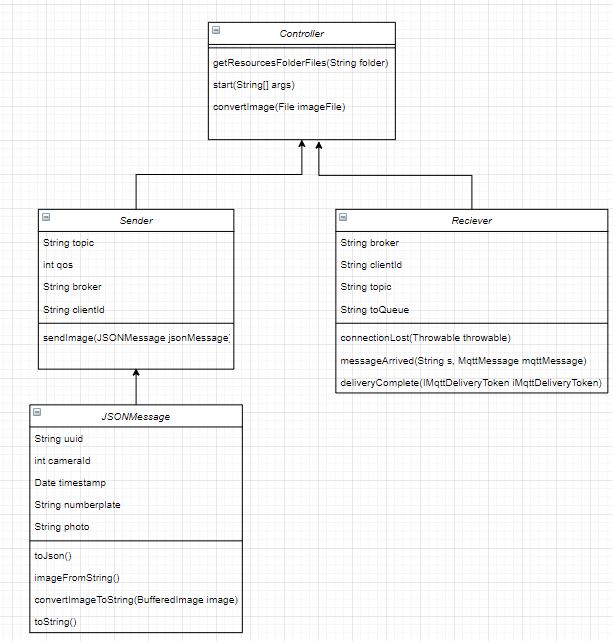 Controller
getResourcesFolderFiles(String folder)
start(String[] args)
convertImage(File imageFile)
Sender
String topic
int qos
String broker
String clientId
sendImage(JSONMessage jsonMessage)
Reciever
String broker
String clientId
String topic
String toQueue
connectionLost(Throwable throwable)
messageArrived(String s, MqttMessage mqttMessage)
deliveryComplete(IMqttDeliveryToken iMqttDeliveryToken)
JSONMessage
String uuid
int cameraId
Date timestamp
String numberplate
String photo
toJson()
imageFromString()
convertImageToString(BufferedImage image)
toString()